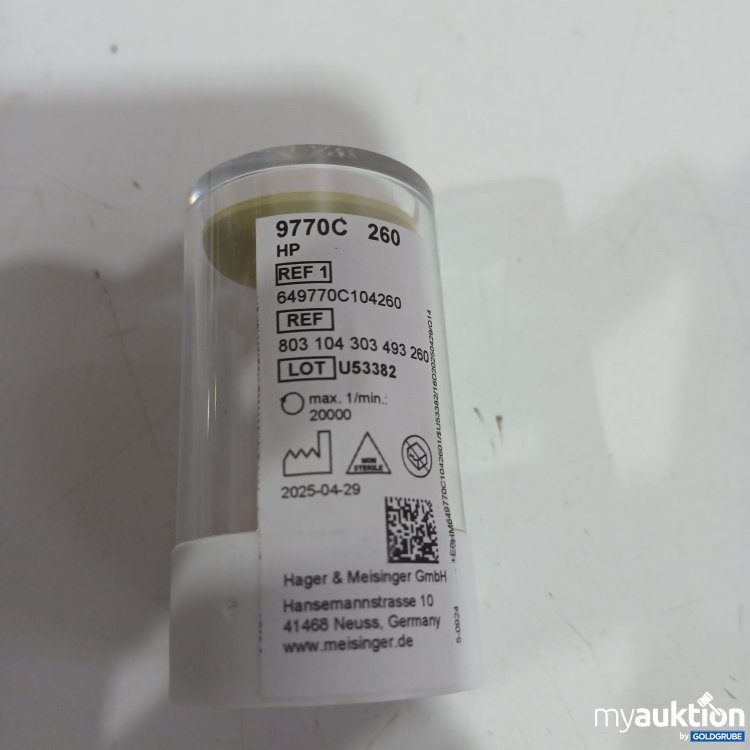 9770C 260
HP
REF 1
649770C104260
REF
803 104 303 493 260
LOT U53382
max. 1/min.:
20000
NON
STERILE
2025-04-29
Hager & Meisinger GmbH
Hansemannstrasse 10
41468 Neuss, Germany
www.meisinger.de
S-0924
myauktion
by GOLDGRUBE